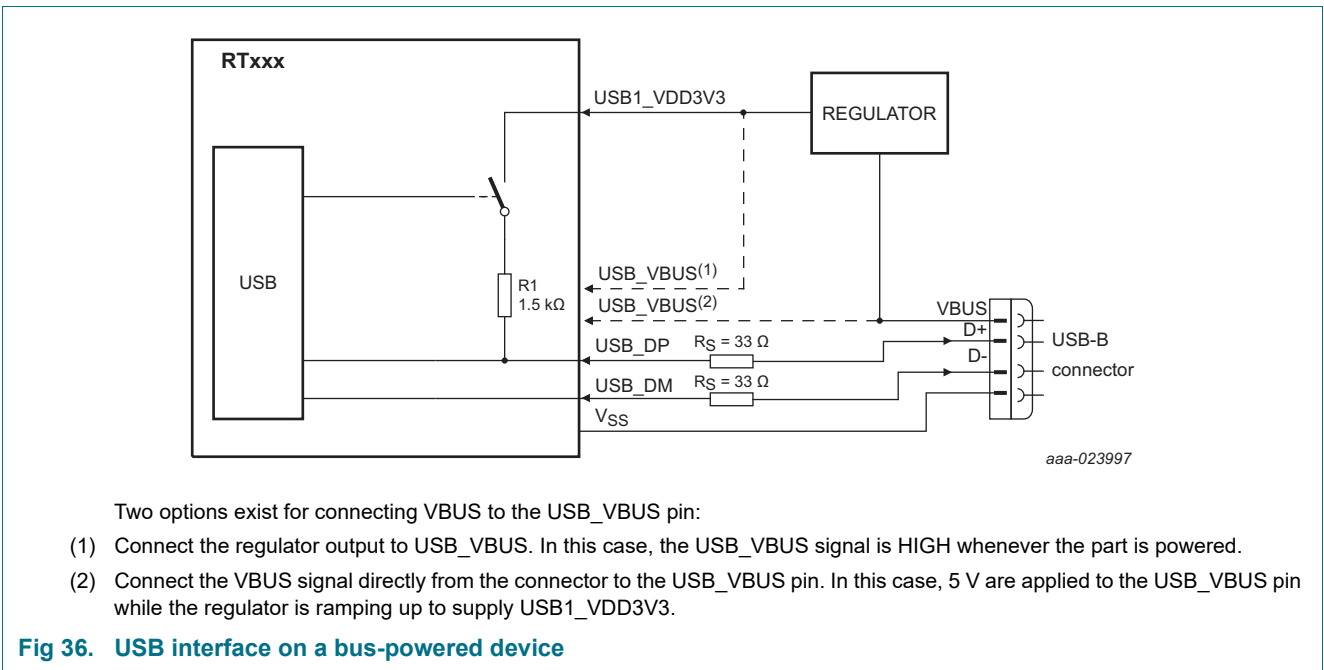 RTxxx
USB1_VDD3V3
REGULATOR
USB
R1
1.5 kΩ
USB_VBUS(1)
USB_VBUS(2)
VBUS
D+
USB_DP
RS = 33 Ω
USB-B
D-
connector
USB_DM
RS = 33 Ω
VSS
aaa-023997
Two options exist for connecting VBUS to the USB_VBUS pin:
(1) Connect the regulator output to USB_VBUS. In this case, the USB_VBUS signal is HIGH whenever the part is powered.
(2) Connect the VBUS signal directly from the connector to the USB_VBUS pin. In this case, 5 V are applied to the USB_VBUS pin
while the regulator is ramping up to supply USB1_VDD3V3.
Fig 36. USB interface on a bus-powered device